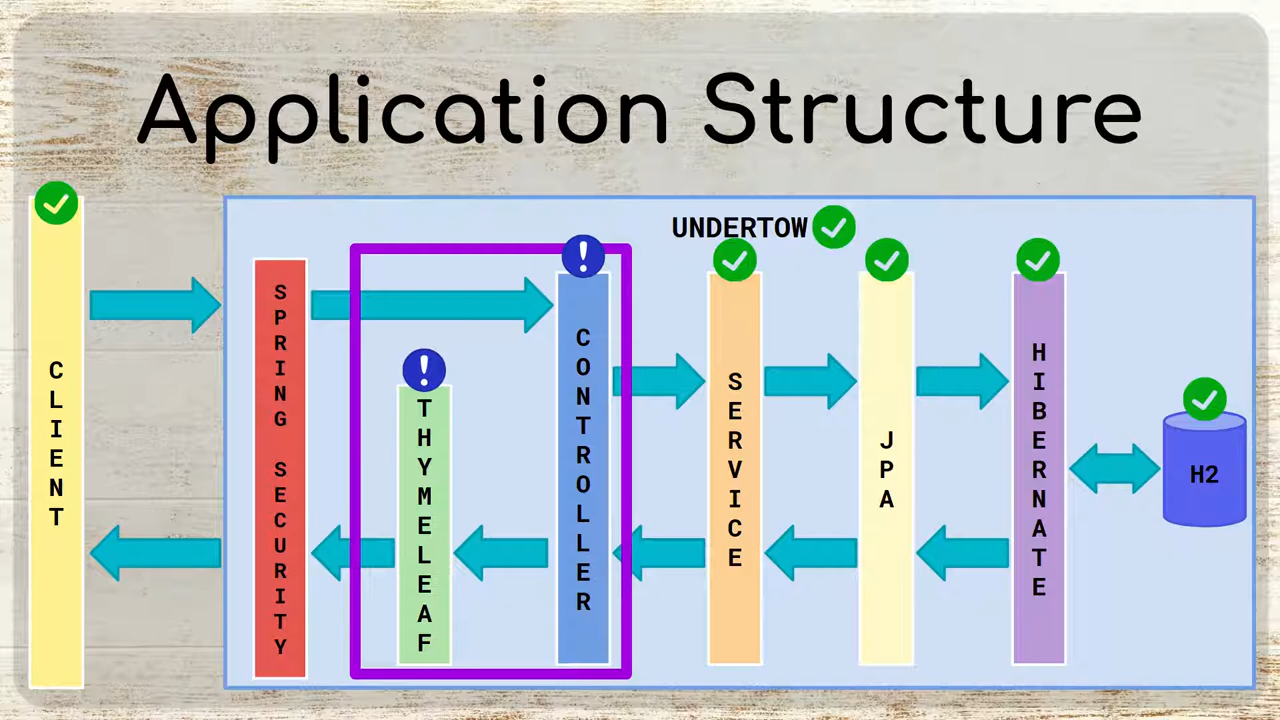 Application Structure
UNDERTOW
CLIENT
SPRING SECURITY
THYMELEAF
CONTROLLER
SERVICE
JPA
HIBERNATE
H2